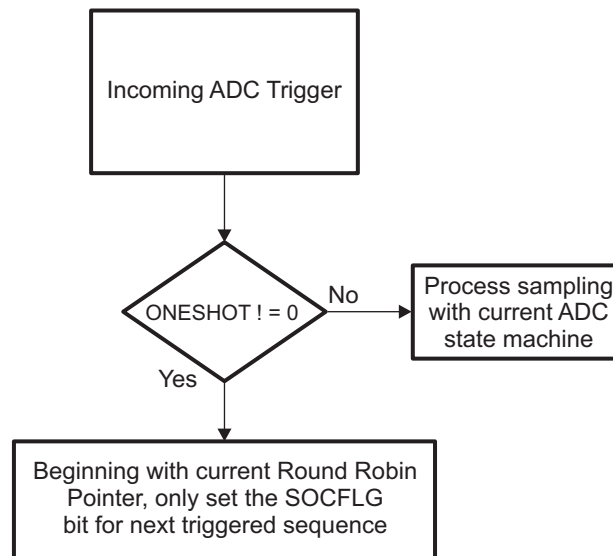 Incoming ADC Trigger
ONESHOT ! = 0
No
Process sampling
with current ADC
state machine
Yes
Beginning with current Round Robin
Pointer, only set the SOCFLG
bit for next triggered sequence